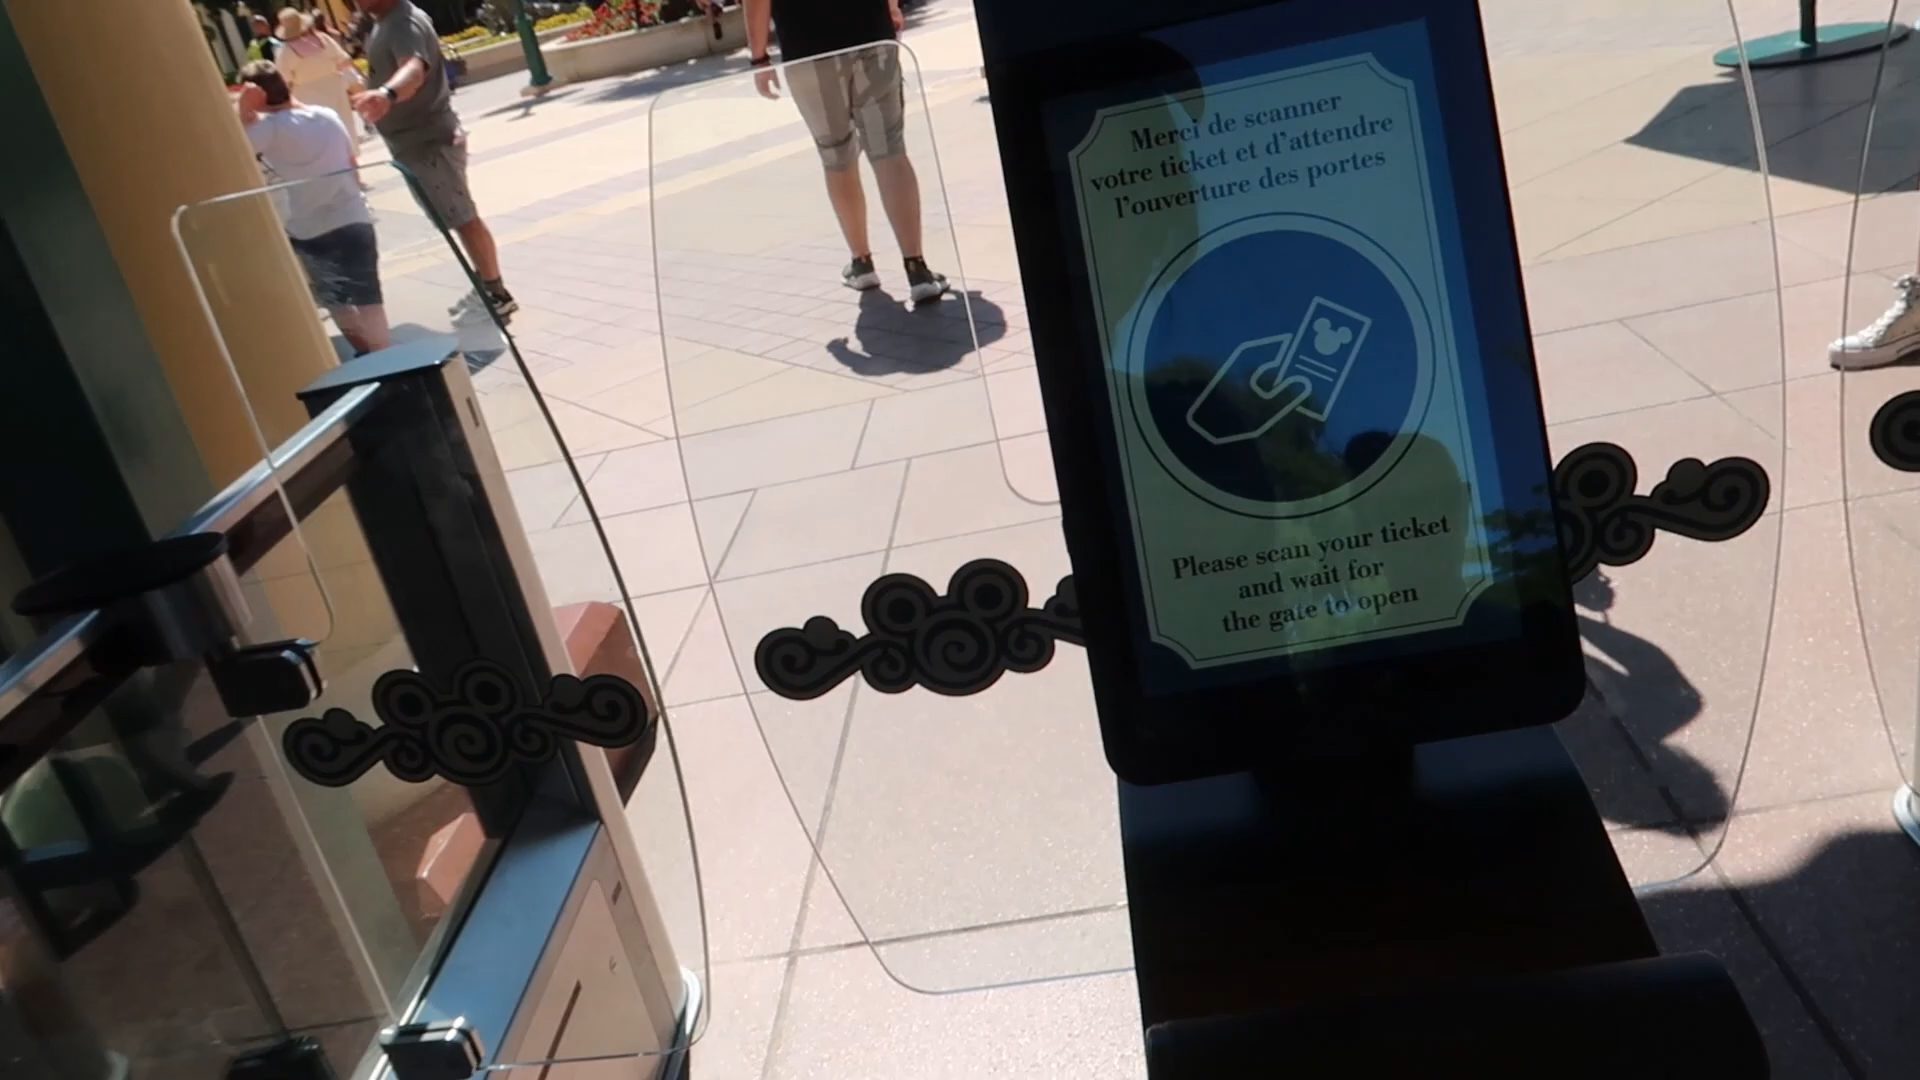 Merci de scanner
votre ticket et d'attendre
l'ouverture des portes
Please scan your ticket
and wait for
the gate to open